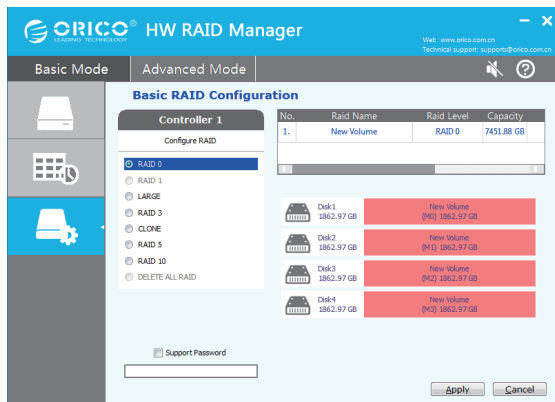 ORICO® HW RAID Manager
LEADING TECHNOLOGY
Web: www.orico.com.cn
Technical support: supports@orico.com.cn
Basic Mode
Advanced Mode
Basic RAID Configuration
Controller 1
Configure RAID
RAID 0
RAID 1
LARGE
RAID 3
CLONE
RAID 5
RAID 10
DELETE ALL RAID
Support Password
No. Raid Name Raid Level Capacity
1. New Volume RAID 0 7451.88 GB
Disk1 New Volume
1862.97 GB (M0) 1862.97 GB
Disk2 New Volume
1862.97 GB (M1) 1862.97 GB
Disk3 New Volume
1862.97 GB (M2) 1862.97 GB
Disk4 New Volume
1862.97 GB (M3) 1862.97 GB
Apply Cancel